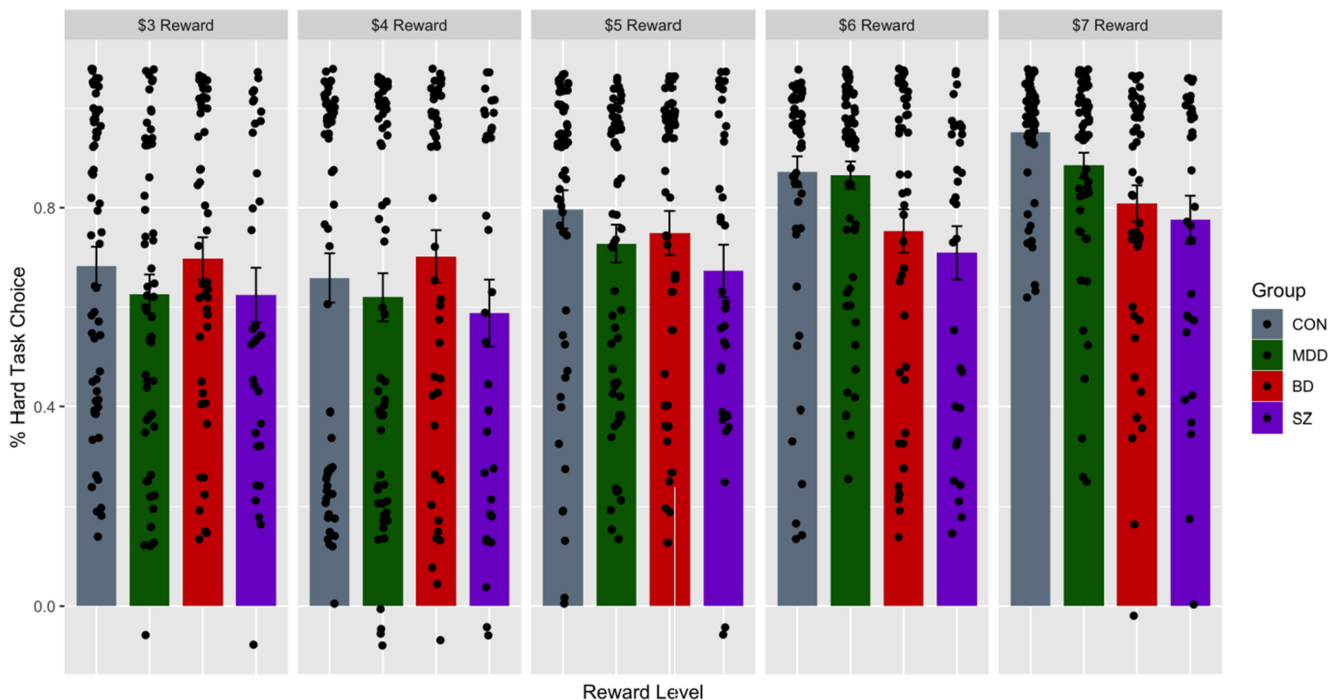 $3 Reward
$4 Reward
$5 Reward
$6 Reward
$7 Reward
% Hard Task Choice
0.8
0.4
0.0
Reward Level
Group
CON
MDD
BD
SZ